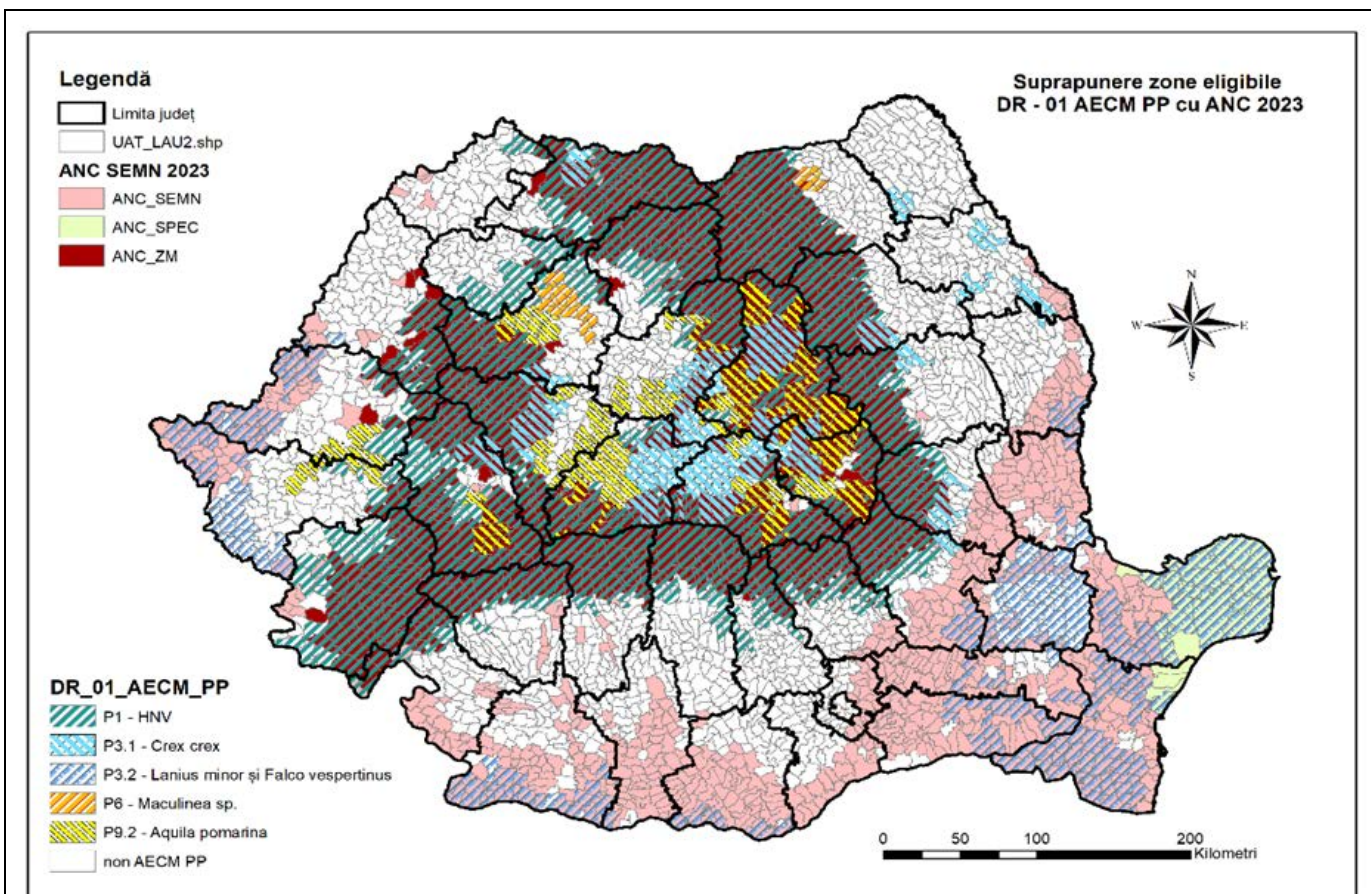 Legendă
Limita județ
UAT_LAU2.shp
ANC SEMN 2023
ANC_SEMN
ANC_SPEC
ANC_ZM
Suprapunere zone eligibile
DR - 01 AECM PP cu ANC 2023
N
W
E
S
DR_01_AECM_PP
P1 - HNV
P3.1 - Crex crex
P3.2 - Lanius minor și Falco vespertinus
P6 - Maculinea sp.
P9.2 - Aquila pomarina
non AECM PP
0 50 100 200
Kilometri